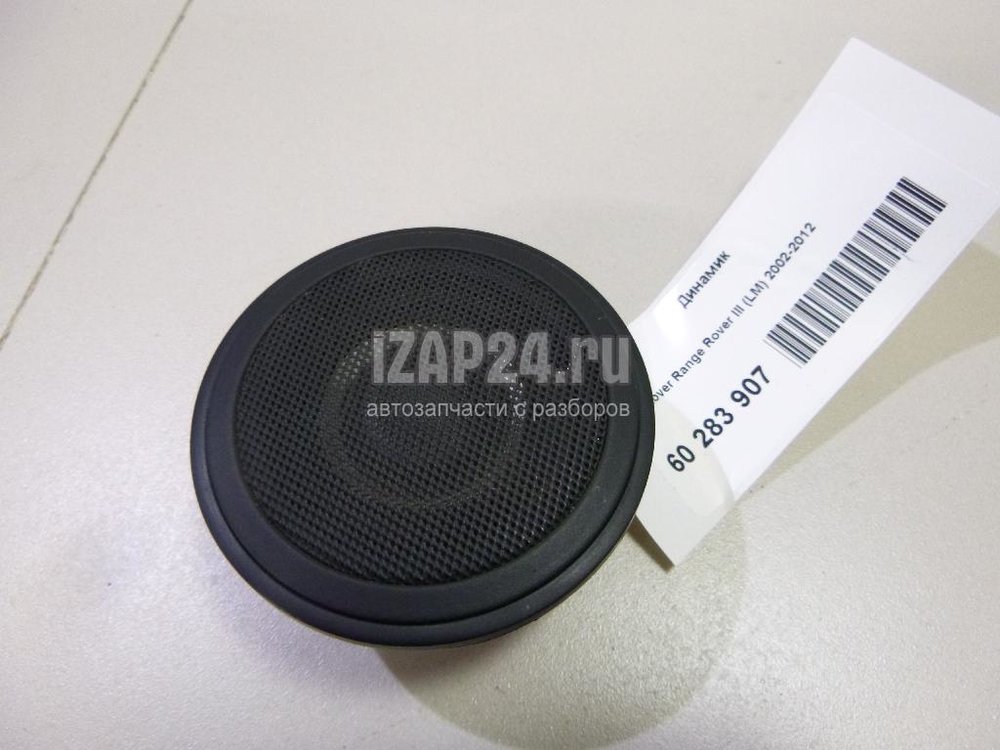 iZAP24.ru
автозапчасти с разборов
Динамик
over Range Rover III (LM) 2002-2012
60 283 907